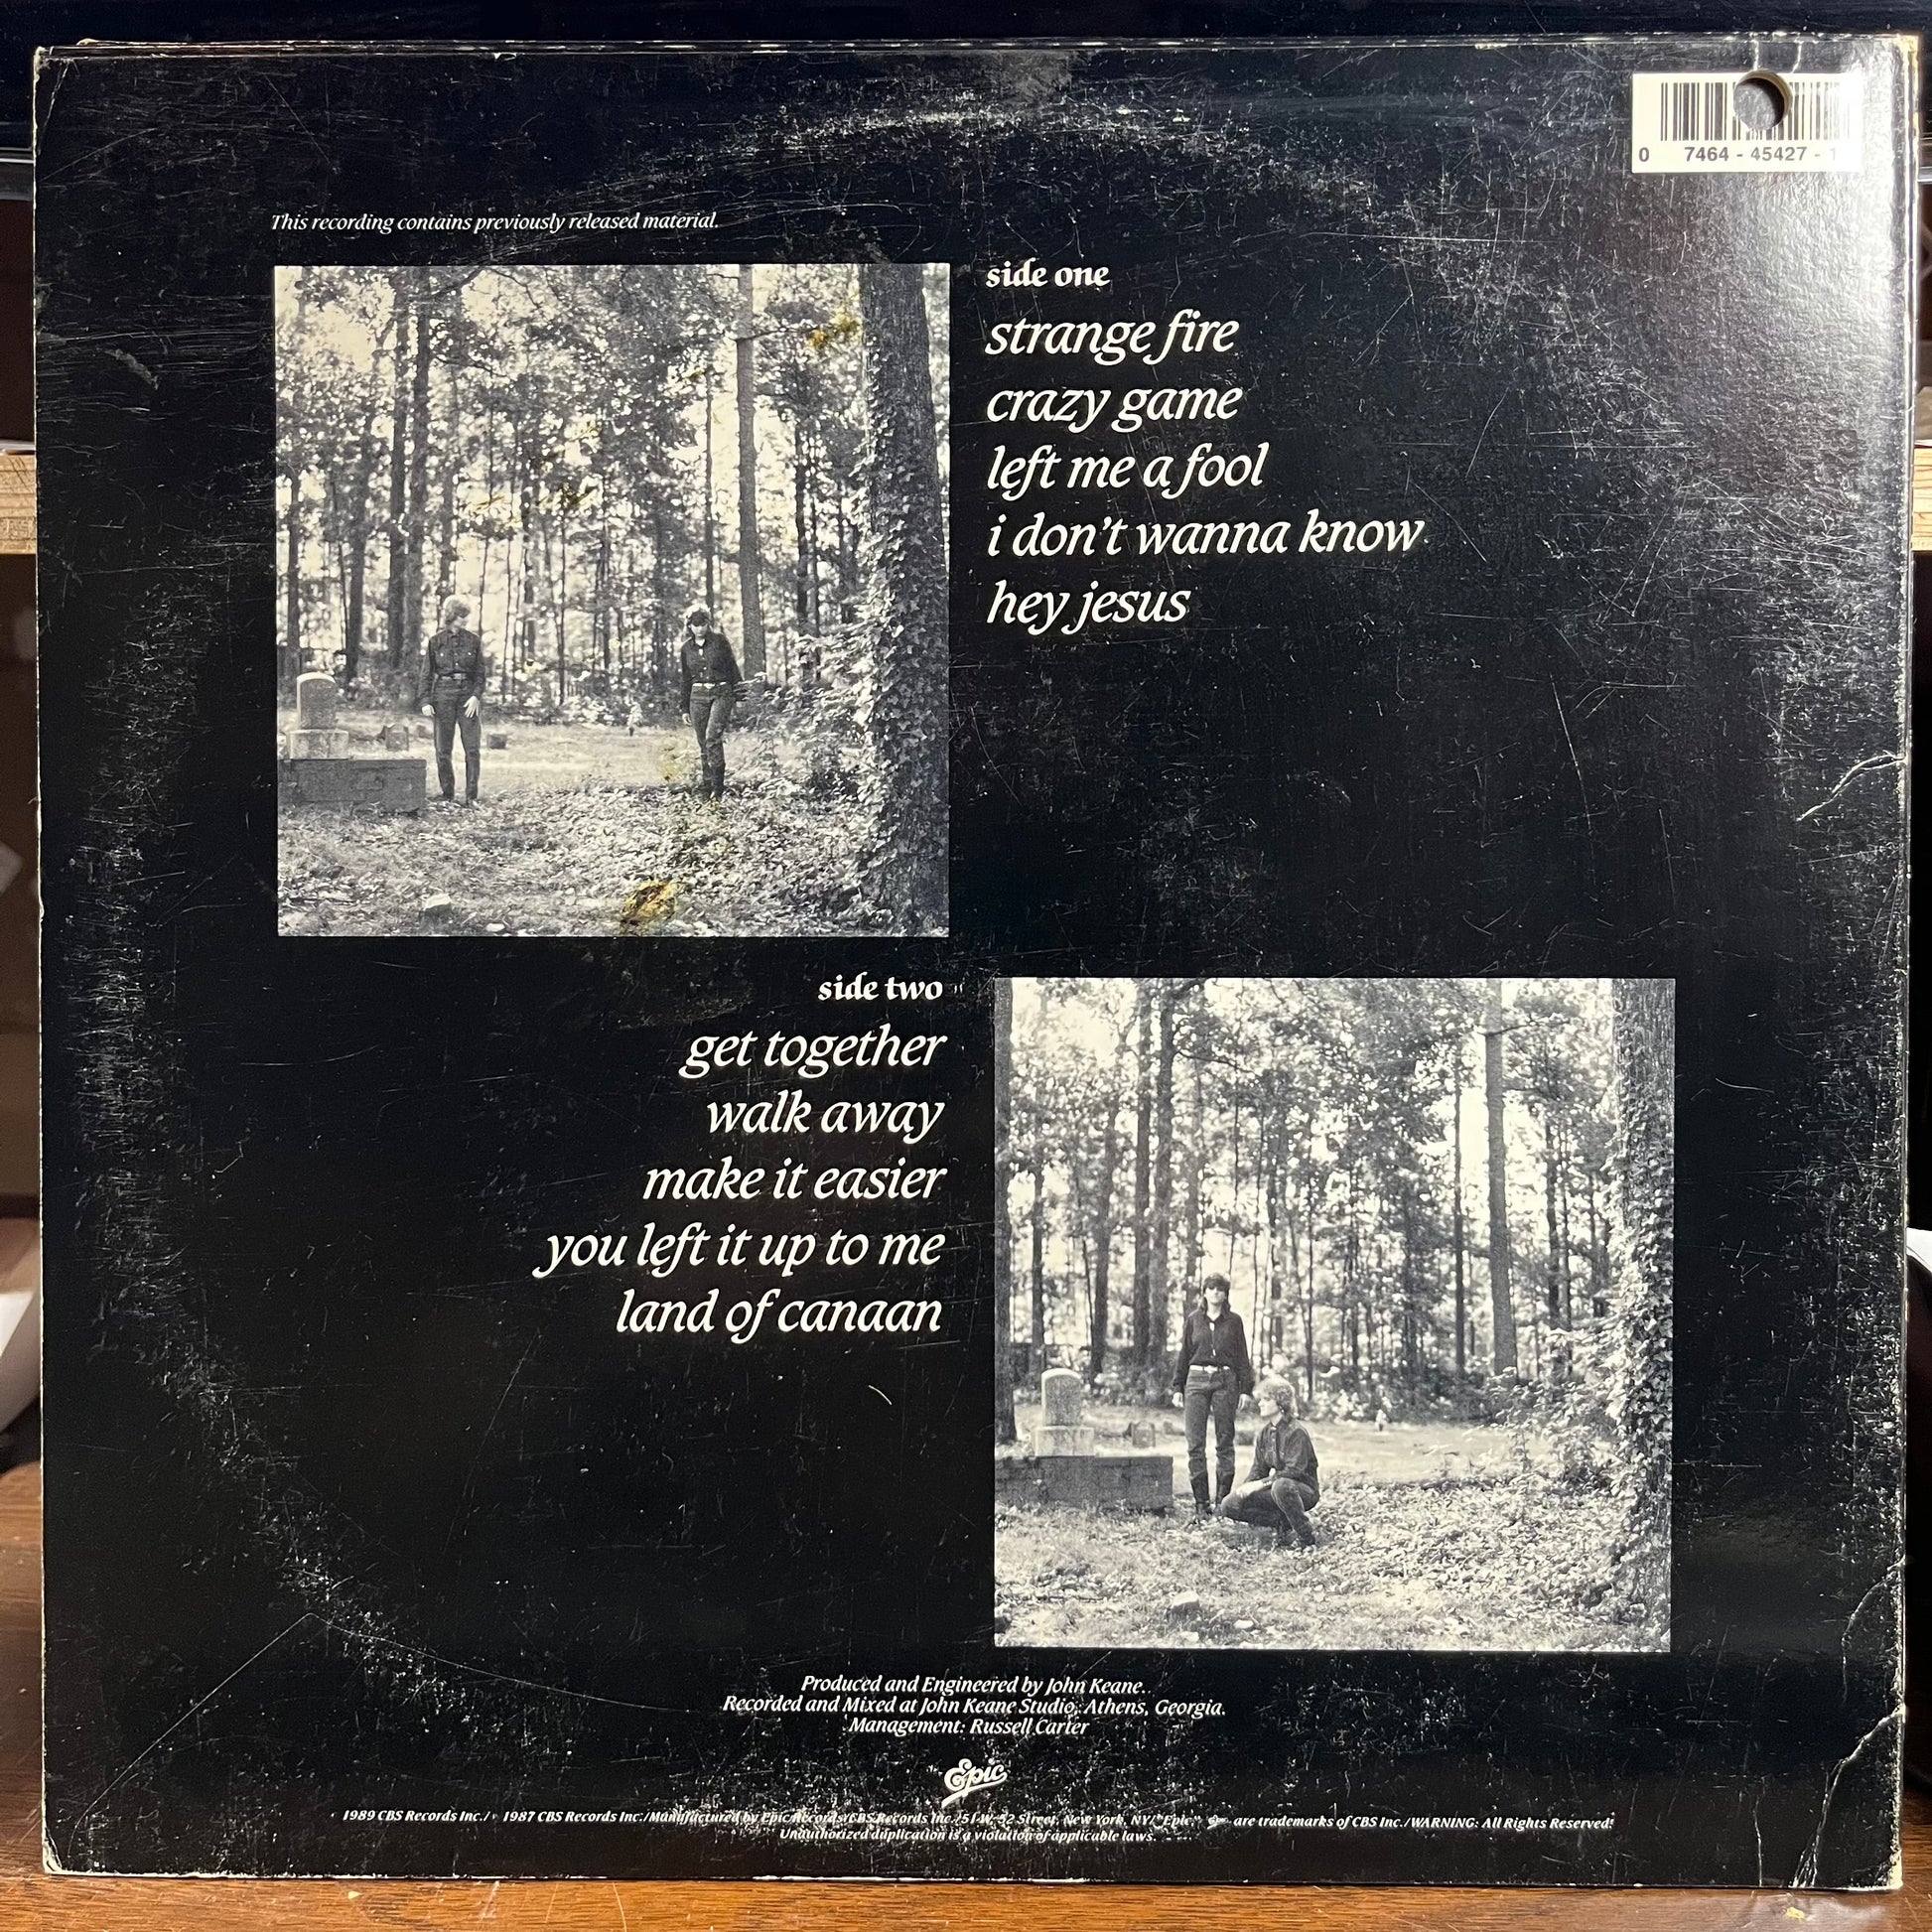 0 7464 - 45427 - 1
This recording contains previously released material.
side one
strange fire
crazy game
left me a fool
i don't wanna know
hey jesus
side two
get together
walk away
make it easier
you left it up to me
land of canaan
Produced and Engineered by John Keane.
Recorded and Mixed at John Keane Studio, Athens, Georgia.
Management: Russell Carter
Epic
1989 CBS Records Inc./ 1987 CBS Records Inc./Manufactured by Epic Records/CBS Records Inc./51 W. 52 Street, New York, NY/"Epic," are trademarks of CBS Inc./WARNING: All Rights Reserved!
Unauthorized duplication is a violation of applicable laws.